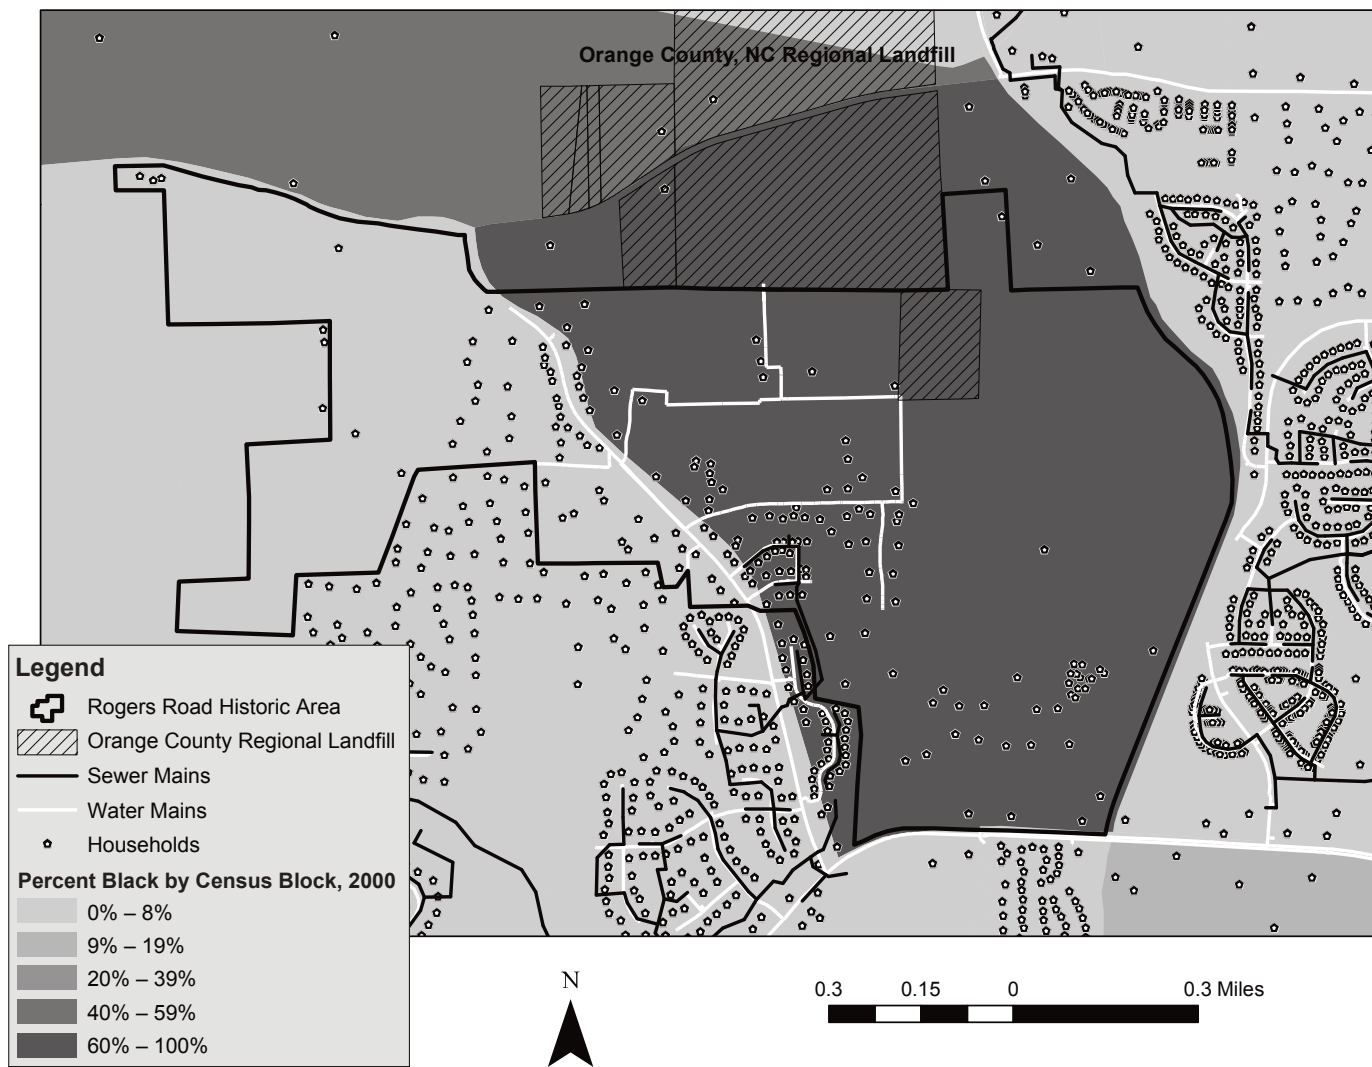 Orange County, NC Regional Landfill
Legend
Rogers Road Historic Area
Orange County Regional Landfill
Sewer Mains
Water Mains
Households
Percent Black by Census Block, 2000
0% – 8%
9% – 19%
20% – 39%
40% – 59%
60% – 100%
N
0.3 0.15 0 0.3 Miles